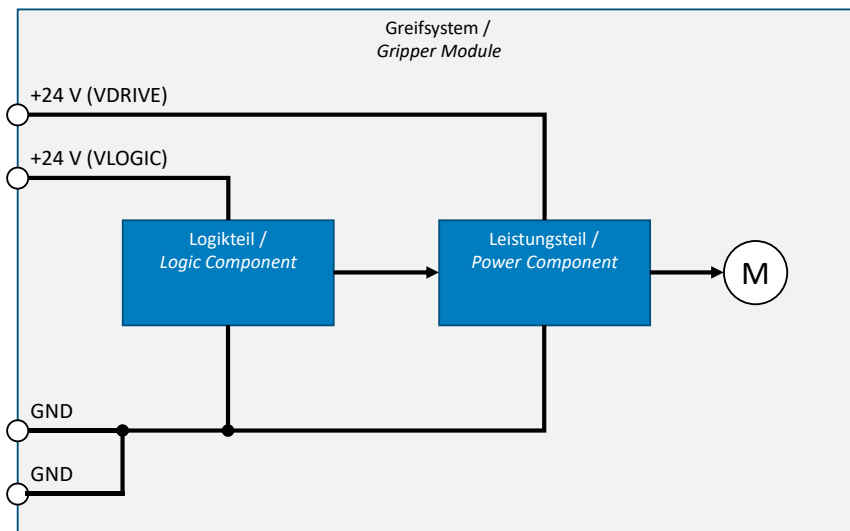 Greifsystem /
Gripper Module
+24 V (VDRIVE)
+24 V (VLOGIC)
Logikteil /
Logic Component
Leistungsteil /
Power Component
M
GND
GND